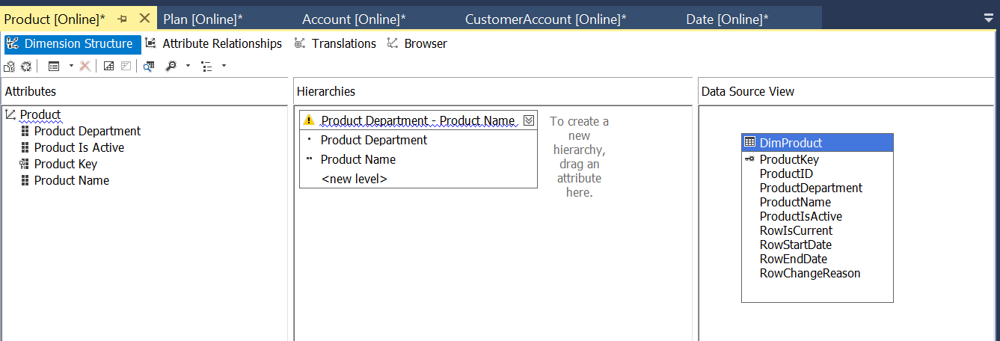 Product [Online]* Plan [Online]* Account [Online]* CustomerAccount [Online]* Date [Online]*
Dimension Structure Attribute Relationships Translations Browser
Attributes
Product
Product Department
Product Is Active
Product Key
Product Name
Hierarchies
Product Department - Product Name
Product Department
Product Name
<new level>
To create a
new
hierarchy,
drag an
attribute
here.
Data Source View
DimProduct
ProductKey
ProductID
ProductDepartment
ProductName
ProductIsActive
RowIsCurrent
RowStartDate
RowEndDate
RowChangeReason